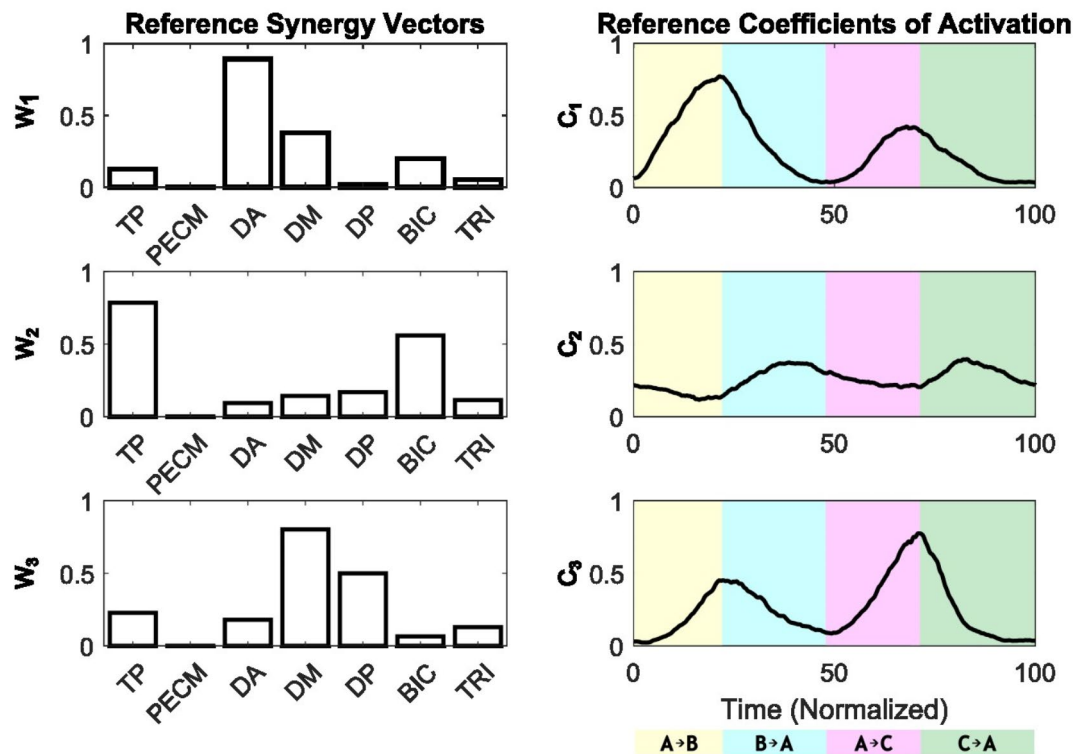 Reference Synergy Vectors
W1
1
0.5
0
TP PECM DA DM DP BIC TRI
W2
1
0.5
0
TP PECM DA DM DP BIC TRI
W3
1
0.5
0
TP PECM DA DM DP BIC TRI
Reference Coefficients of Activation
C1
1
0.5
0
0 50 100
C2
1
0.5
0
0 50 100
C3
1
0.5
0
0 50 100
Time (Normalized)
A→B B→A A→C C→A